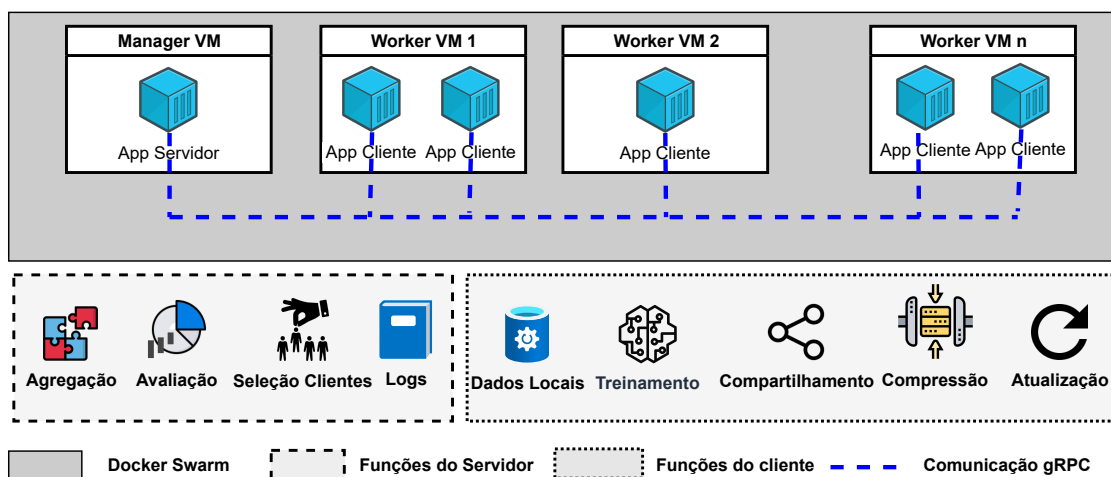 Manager VM
Worker VM 1
Worker VM 2
Worker VM n
App Servidor
App Cliente
App Cliente
App Cliente
App Cliente
App Cliente
Agregação
Avaliação
Seleção Clientes
Logs
Dados Locais
Treinamento
Compartilhamento
Compressão
Atualização
Docker Swarm
Funções do Servidor
Funções do cliente
Comunicação gRPC